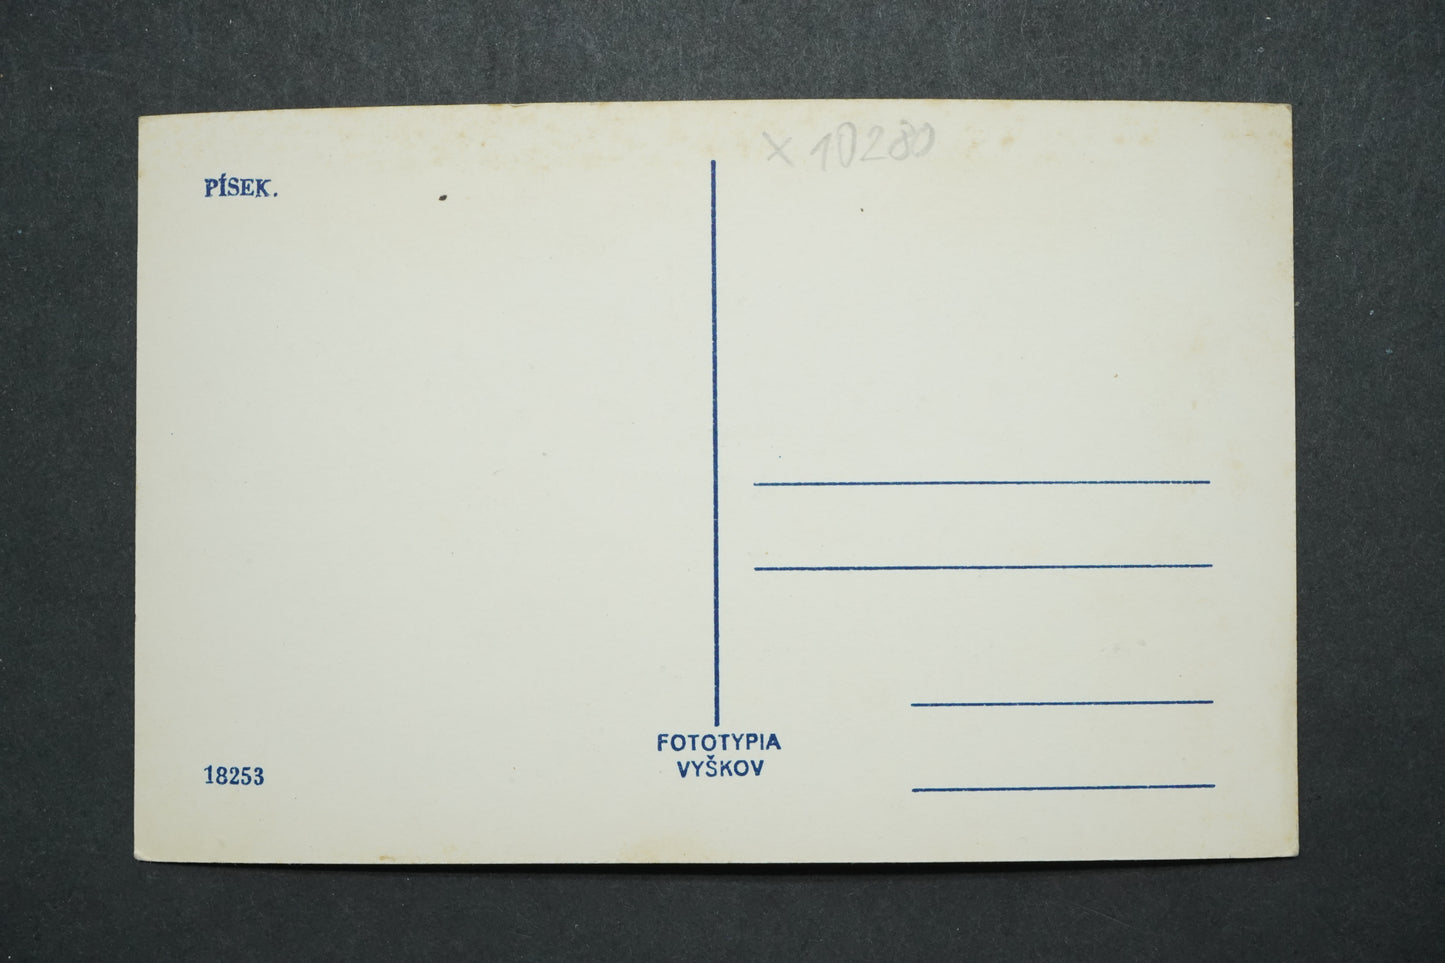 x 10280
PÍSEK.
FOTOTYPIA
VYŠKOV
18253